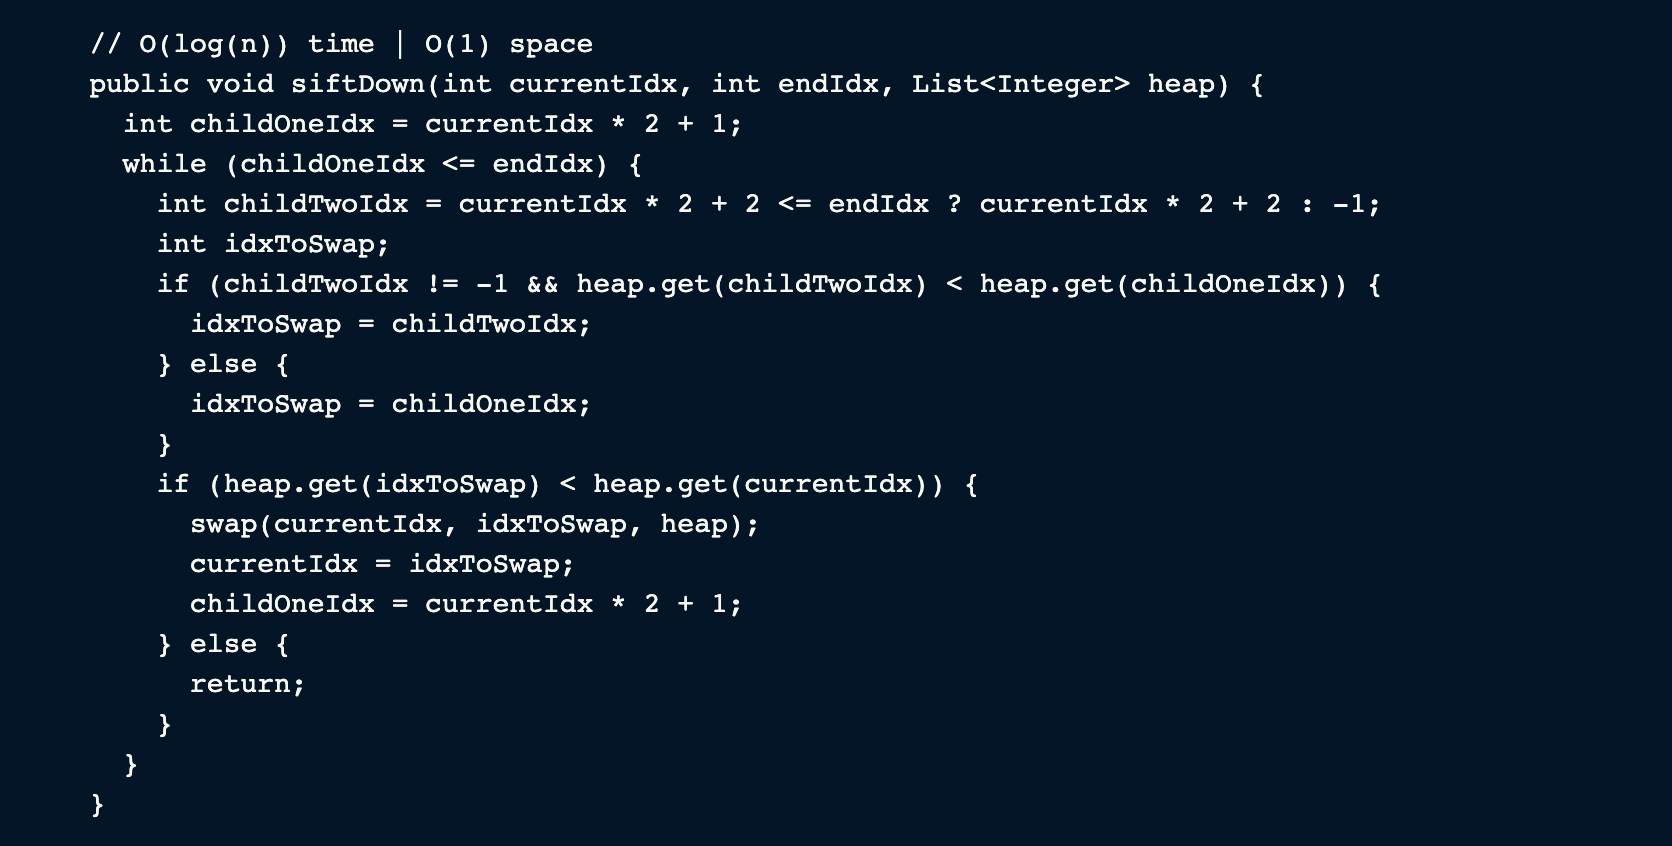 // O(log(n)) time | O(1) space
public void siftDown(int currentIdx, int endIdx, List<Integer> heap) {
  int childOneIdx = currentIdx * 2 + 1;
  while (childOneIdx <= endIdx) {
    int childTwoIdx = currentIdx * 2 + 2 <= endIdx ? currentIdx * 2 + 2 : -1;
    int idxToSwap;
    if (childTwoIdx != -1 && heap.get(childTwoIdx) < heap.get(childOneIdx)) {
      idxToSwap = childTwoIdx;
    } else {
      idxToSwap = childOneIdx;
    }
    if (heap.get(idxToSwap) < heap.get(currentIdx)) {
      swap(currentIdx, idxToSwap, heap);
      currentIdx = idxToSwap;
      childOneIdx = currentIdx * 2 + 1;
    } else {
      return;
    }
  }
}